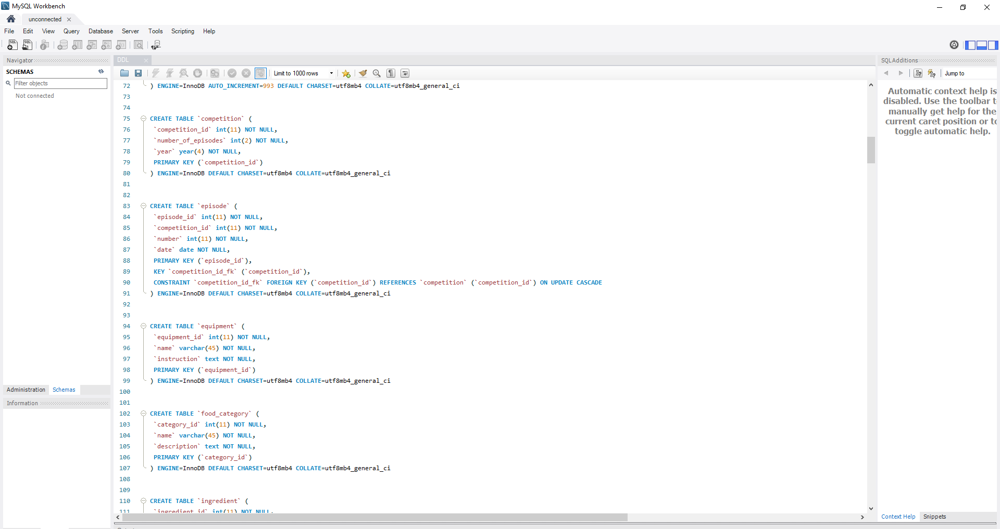 MySQL Workbench
unconnected
File Edit View Query Database Server Tools Scripting Help
Navigator
SCHEMAS
Filter objects
Not connected
Administration Schemas
Information
DDL
Limit to 1000 rows
72 ) ENGINE=InnoDB AUTO_INCREMENT=993 DEFAULT CHARSET=utf8mb4 COLLATE=utf8mb4_general_ci
73
74
75 CREATE TABLE `competition` (
76 `competition_id` int(11) NOT NULL,
77 `number_of_episodes` int(2) NOT NULL,
78 `year` year(4) NOT NULL,
79 PRIMARY KEY (`competition_id`)
80 ) ENGINE=InnoDB DEFAULT CHARSET=utf8mb4 COLLATE=utf8mb4_general_ci
81
82
83 CREATE TABLE `episode` (
84 `episode_id` int(11) NOT NULL,
85 `competition_id` int(11) NOT NULL,
86 `number` int(11) NOT NULL,
87 `date` date NOT NULL,
88 PRIMARY KEY (`episode_id`),
89 KEY `competition_id_fk` (`competition_id`),
90 CONSTRAINT `competition_id_fk` FOREIGN KEY (`competition_id`) REFERENCES `competition` (`competition_id`) ON UPDATE CASCADE
91 ) ENGINE=InnoDB DEFAULT CHARSET=utf8mb4 COLLATE=utf8mb4_general_ci
92
93
94 CREATE TABLE `equipment` (
95 `equipment_id` int(11) NOT NULL,
96 `name` varchar(45) NOT NULL,
97 `instruction` text NOT NULL,
98 PRIMARY KEY (`equipment_id`)
99 ) ENGINE=InnoDB DEFAULT CHARSET=utf8mb4 COLLATE=utf8mb4_general_ci
100
101
102 CREATE TABLE `food_category` (
103 `category_id` int(11) NOT NULL,
104 `name` varchar(45) NOT NULL,
105 `description` text NOT NULL,
106 PRIMARY KEY (`category_id`)
107 ) ENGINE=InnoDB DEFAULT CHARSET=utf8mb4 COLLATE=utf8mb4_general_ci
108
109
110 CREATE TABLE `ingredient` (
111 `ingredient_id` int(11) NOT NULL,
SQLAdditions
Jump to
Automatic context help is
disabled. Use the toolbar t
manually get help for the
current caret position or to
toggle automatic help.
Context Help Snippets